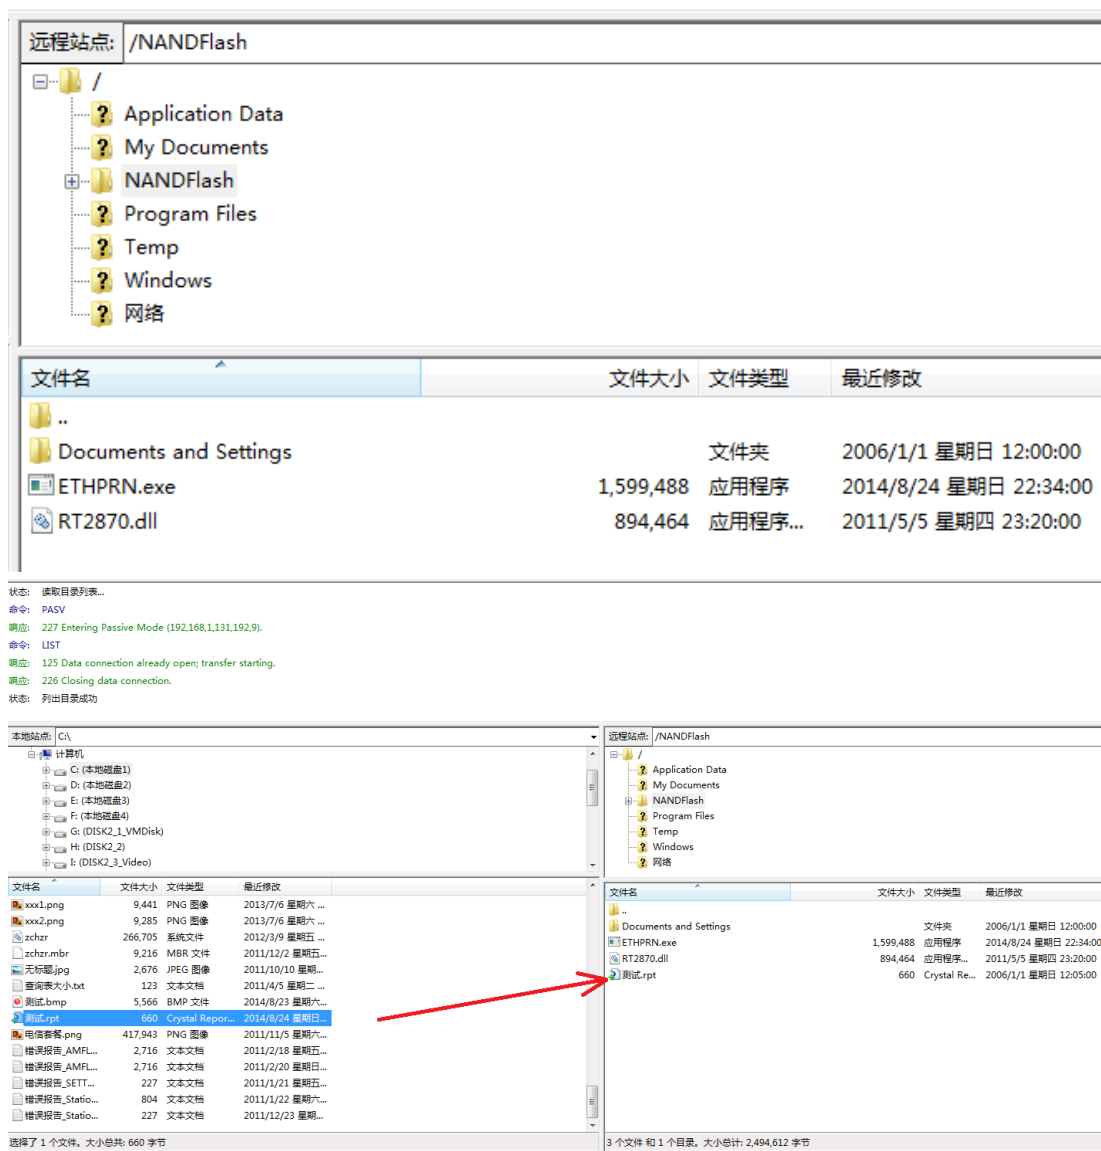 远程站点: /NANDFlash
/
Application Data
My Documents
NANDFlash
Program Files
Temp
Windows
网络
文件名 文件大小 文件类型 最近修改
..
Documents and Settings 文件夹 2006/1/1 星期日 12:00:00
ETHPRN.exe 1,599,488 应用程序 2014/8/24 星期日 22:34:00
RT2870.dll 894,464 应用程序... 2011/5/5 星期四 23:20:00
状态: 读取目录列表...
命令: PASV
响应: 227 Entering Passive Mode (192,168,1,131,192,9).
命令: LIST
响应: 125 Data connection already open; transfer starting.
响应: 226 Closing data connection.
状态: 列出目录成功
本地站点: C:\
计算机
C: (本地磁盘1)
D: (本地磁盘2)
E: (本地磁盘3)
F: (本地磁盘4)
G: (DISK2_1_VMDisk)
H: (DISK2_2)
I: (DISK2_3_Video)
文件名 文件大小 文件类型 最近修改
xxx1.png 9,441 PNG 图像 2013/7/6 星期六 ...
xxx2.png 9,285 PNG 图像 2013/7/6 星期六 ...
zchzr 266,705 系统文件 2012/3/9 星期五 ...
zchzr.mbr 9,216 MBR 文件 2011/12/2 星期五...
无标题.jpg 2,676 JPEG 图像 2011/10/10 星期...
查询表大小.txt 123 文本文档 2011/4/5 星期二 ...
测试.bmp 5,566 BMP 文件 2014/8/23 星期六...
测试.rpt 660 Crystal Repor... 2014/8/24 星期日...
电信套餐.png 417,943 PNG 图像 2011/11/5 星期六...
错误报告_AMFL... 2,716 文本文档 2011/2/18 星期五...
错误报告_AMFL... 2,716 文本文档 2011/2/20 星期日...
错误报告_SETT... 227 文本文档 2011/1/21 星期五...
错误报告_Statio... 804 文本文档 2011/1/22 星期六...
错误报告_Statio... 227 文本文档 2011/12/23 星期...
选择了 1 个文件。大小总共: 660 字节
远程站点: /NANDFlash
/
Application Data
My Documents
NANDFlash
Program Files
Temp
Windows
网络
文件名 文件大小 文件类型 最近修改
..
Documents and Settings 文件夹 2006/1/1 星期日 12:00:00
ETHPRN.exe 1,599,488 应用程序 2014/8/24 星期日 22:34:00
RT2870.dll 894,464 应用程序... 2011/5/5 星期四 23:20:00
测试.rpt 660 Crystal Re... 2006/1/1 星期日 12:05:00
3 个文件 和 1 个目录。大小总计: 2,494,612 字节